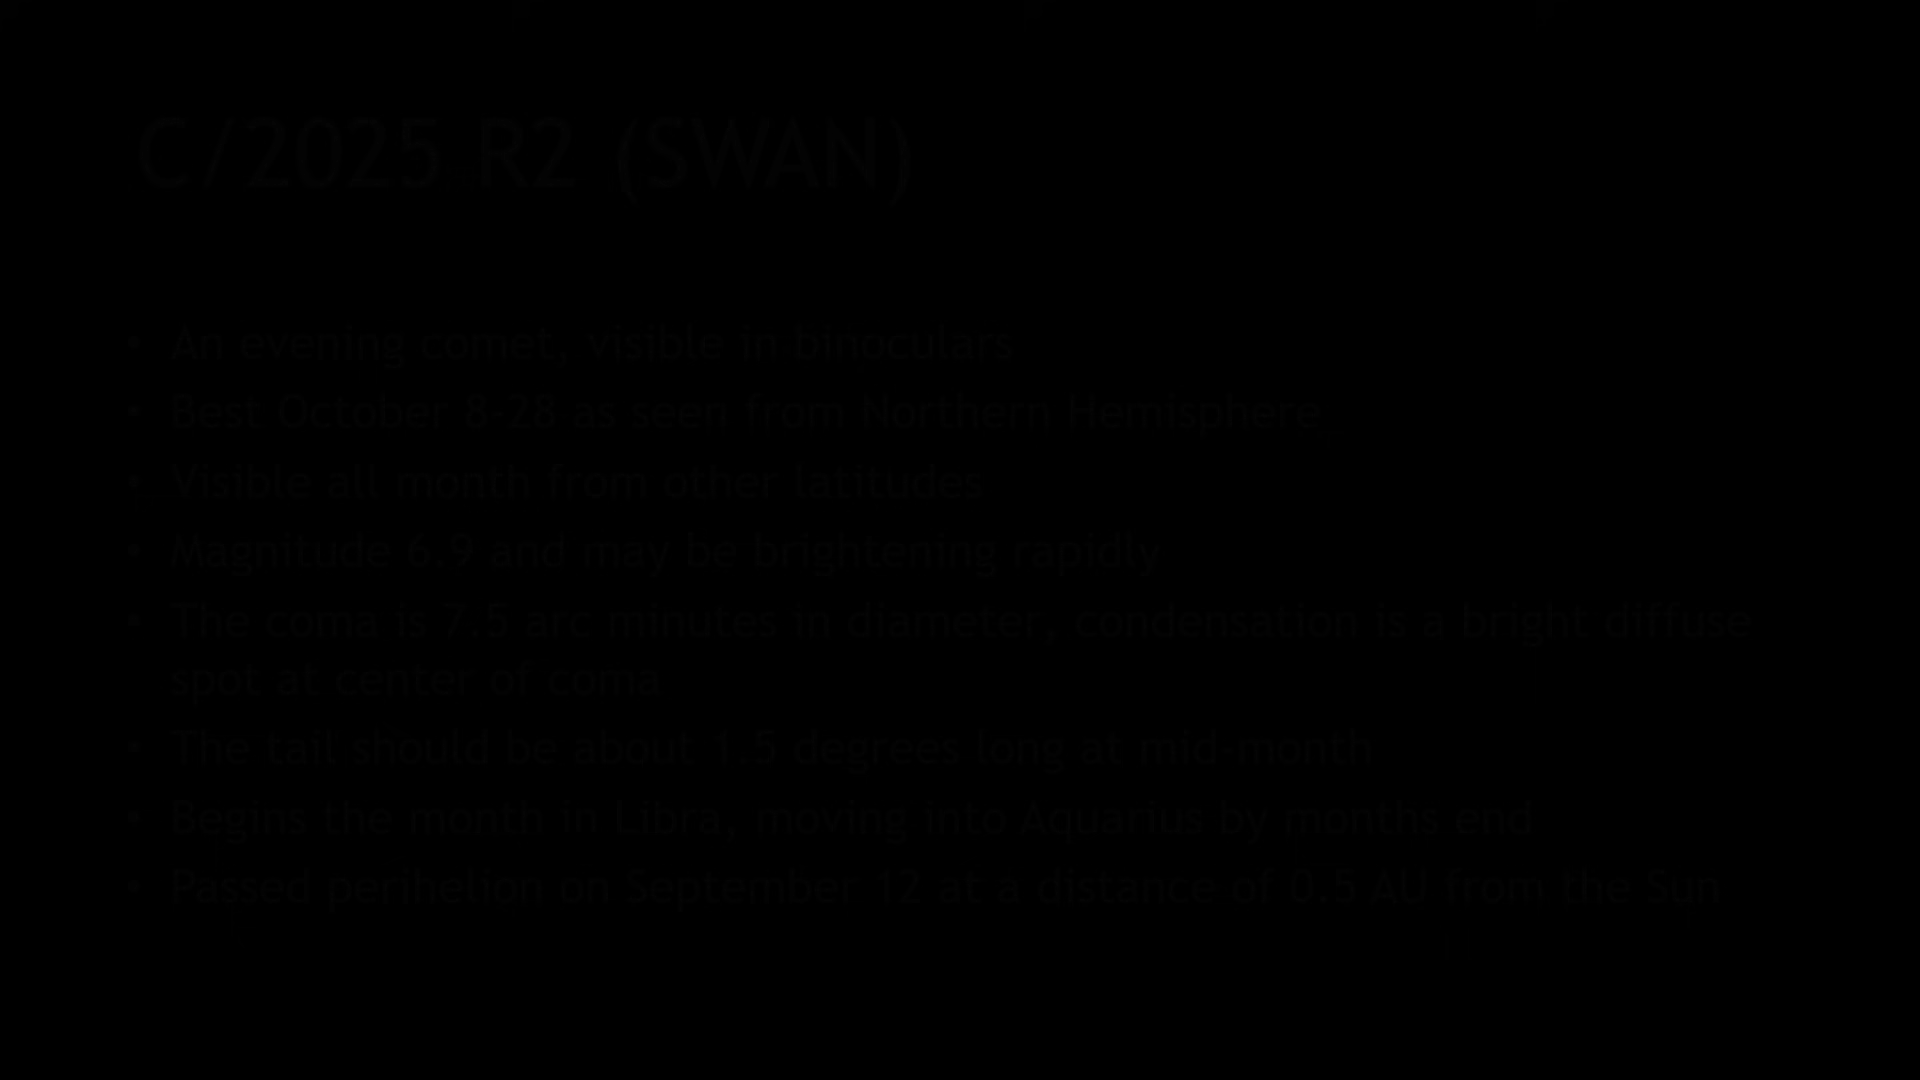 C/2025 R2 (SWAN)
• An evening comet, visible in binoculars
• Best October 8-28 as seen from Northern Hemisphere
• Visible all month from other latitudes
• Magnitude 6.9 and may be brightening rapidly
• The coma is 7.5 arc minutes in diameter, condensation is a bright diffuse
spot at center of coma
• The tail should be about 1.5 degrees long at mid-month
• Begins the month in Libra, moving into Aquarius by months end
• Passed perihelion on September 12 at a distance of 0.5 AU from the Sun